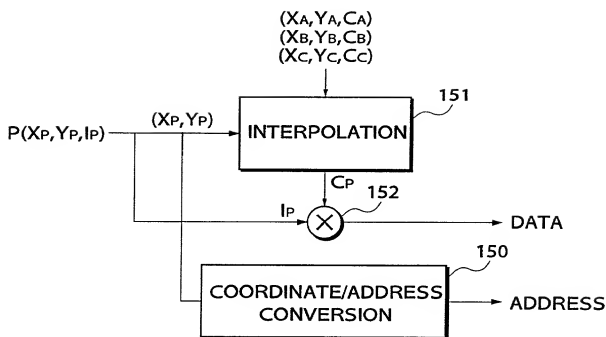 (XA,YA,CA)
(XB,YB,CB)
(XC,YC,CC)
151
P(XP,YP,IP)
(XP,YP)
INTERPOLATION
CP
152
IP
×
DATA
150
COORDINATE/ADDRESS
CONVERSION
ADDRESS